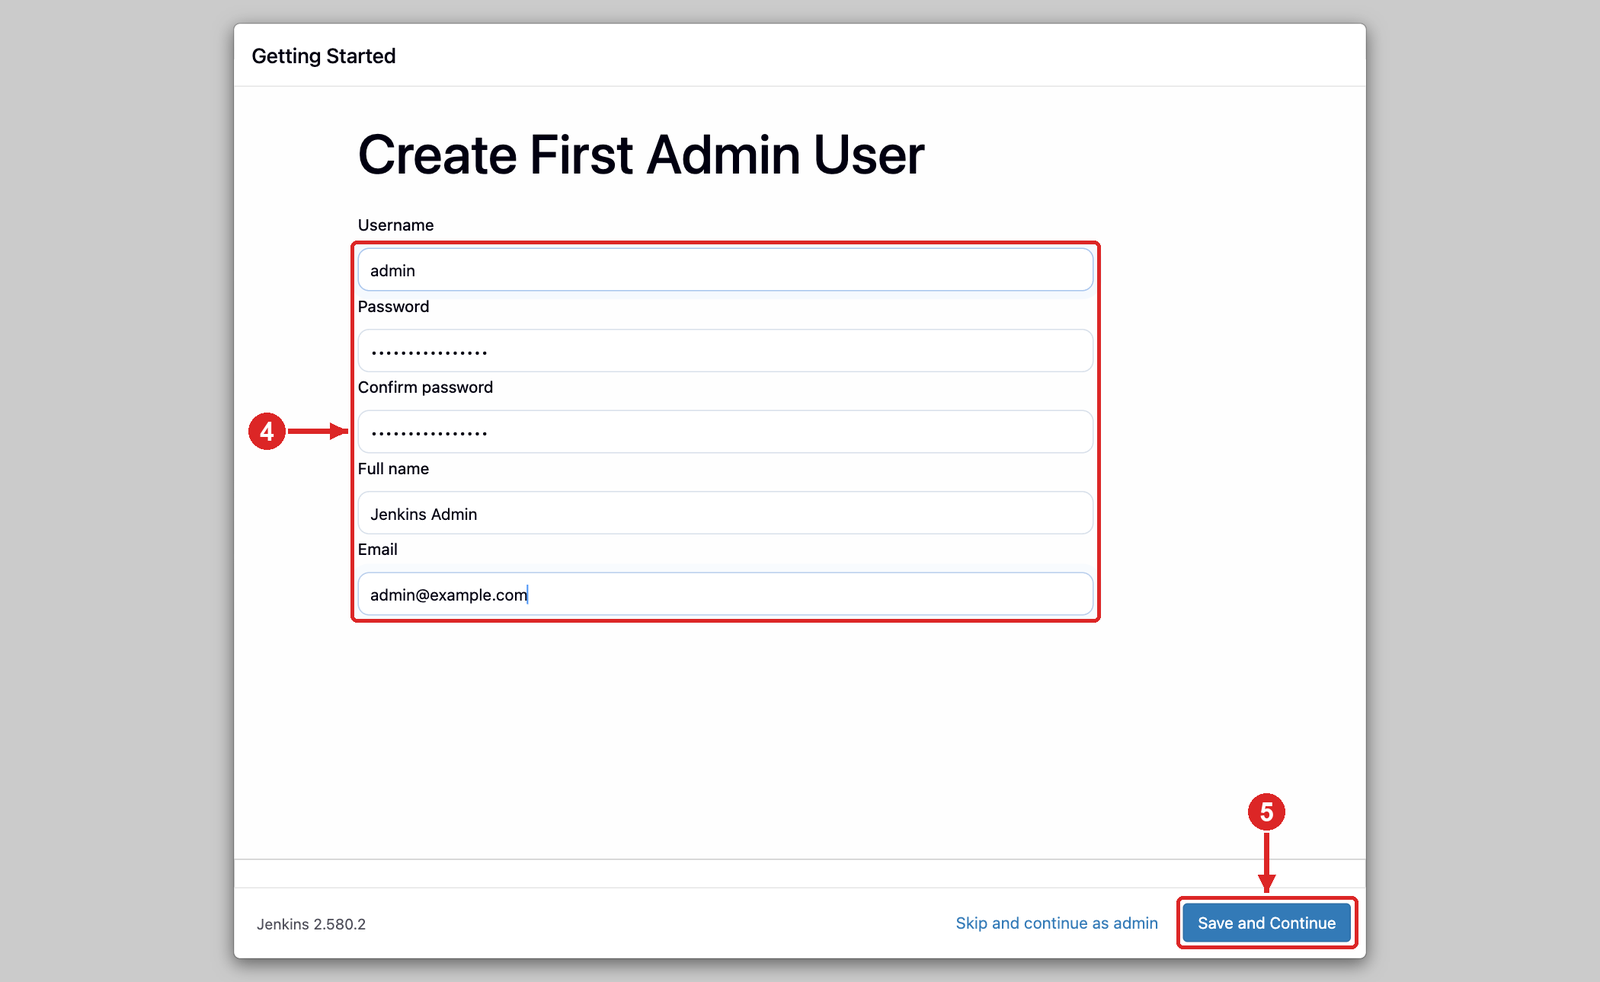 Getting Started
Create First Admin User
Username
admin
Password
••••••••••••••••
Confirm password
••••••••••••••••
4
Full name
Jenkins Admin
Email
admin@example.com
5
Jenkins 2.580.2
Skip and continue as admin
Save and Continue